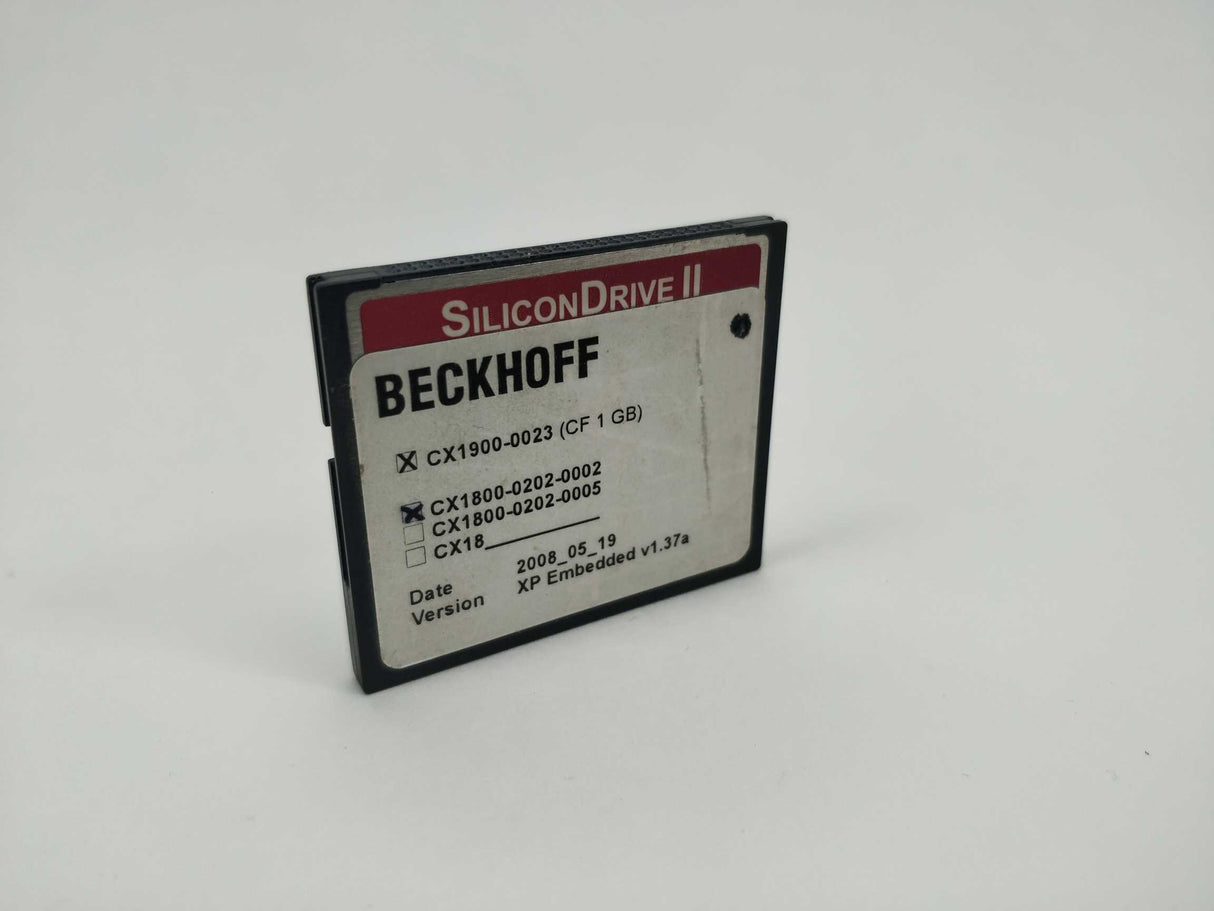 SILICONDRIVE II
BECKHOFF
☒ CX1900-0023 (CF 1 GB)
☒ CX1800-0202-0002
☐ CX1800-0202-0005
☐ CX18__________
Date 2008_05_19
Version XP Embedded v1.37a